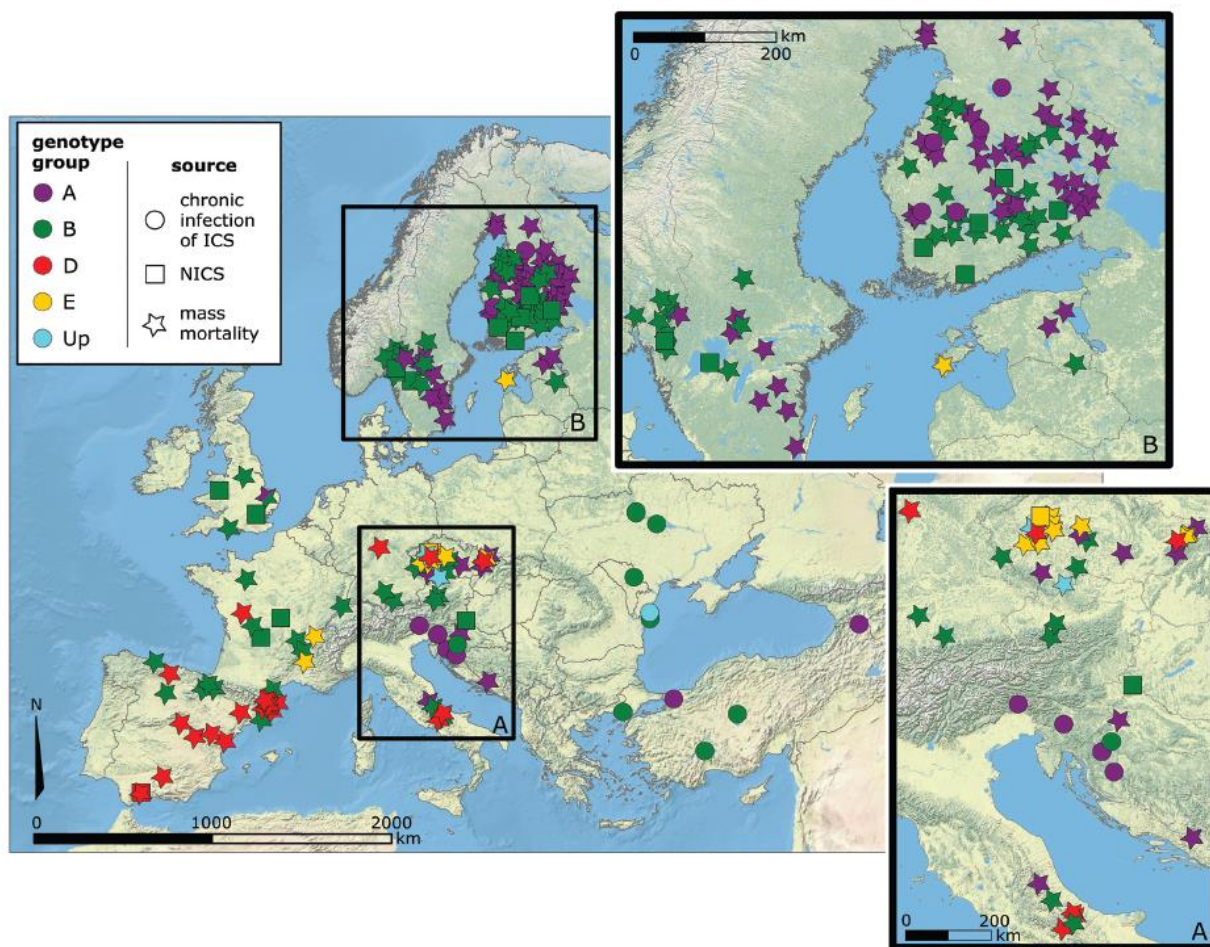 0
km
200
genotype
group
A
B
D
E
Up
source
chronic
infection
of ICS
NICS
mass
mortality
B
B
A
N
0
1000
2000
km
0
200
km
A